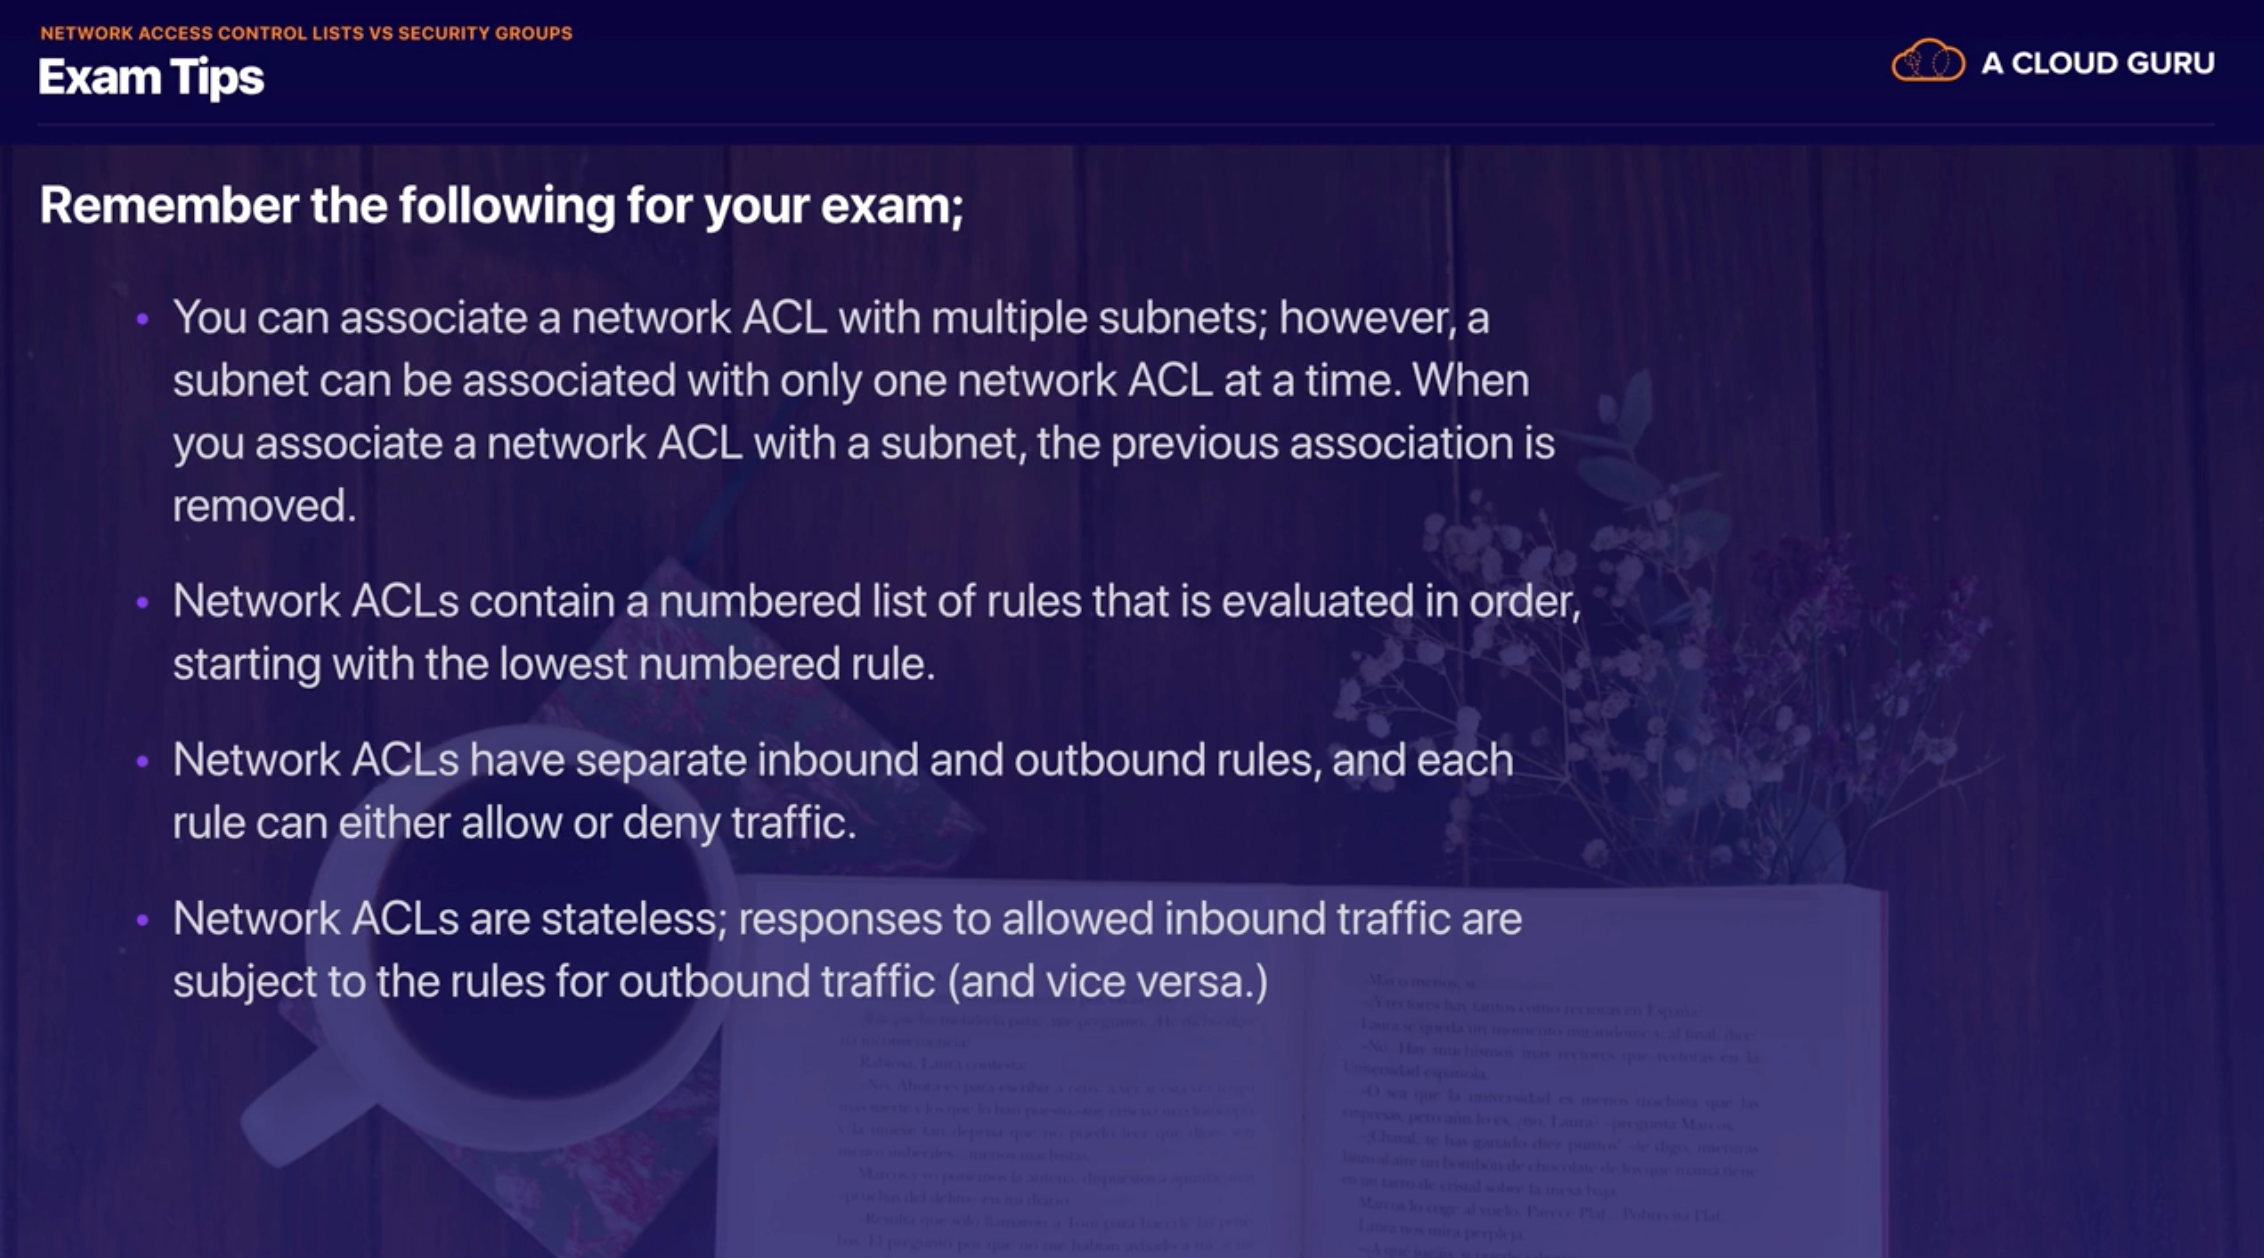 NETWORK ACCESS CONTROL LISTS VS SECURITY GROUPS
Exam Tips
A CLOUD GURU
Remember the following for your exam;
• You can associate a network ACL with multiple subnets; however, a
subnet can be associated with only one network ACL at a time. When
you associate a network ACL with a subnet, the previous association is
removed.
• Network ACLs contain a numbered list of rules that is evaluated in order,
starting with the lowest numbered rule.
• Network ACLs have separate inbound and outbound rules, and each
rule can either allow or deny traffic.
• Network ACLs are stateless; responses to allowed inbound traffic are
subject to the rules for outbound traffic (and vice versa.)